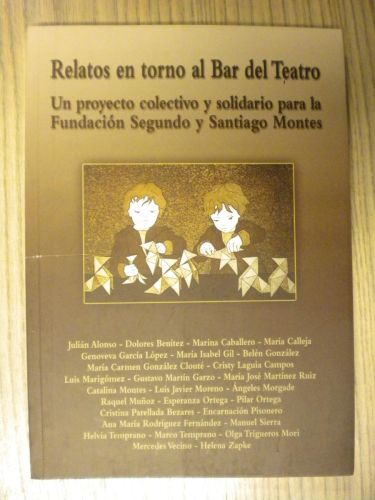 Relatos en torno al Bar del Teatro
Un proyecto colectivo y solidario para la
Fundación Segundo y Santiago Montes
Julián Alonso - Dolores Benítez - Marina Caballero - María Calleja
Genoveva García López - María Isabel Gil - Belén González
María Carmen González Clouté - Cristy Laguia Campos
Luis Marigómez - Gustavo Martín Garzo - María José Martínez Ruiz
Catalina Montes - Luis Javier Moreno - Ángeles Morgade
Raquel Muñoz - Esperanza Ortega - Pilar Ortega
Cristina Parellada Bezares - Encarnación Pisonero
Ana María Rodríguez Fernández - Manuel Sierra
Helvia Temprano - Marco Temprano - Olga Trigueros Mori
Mercedes Vecino - Helena Zapke